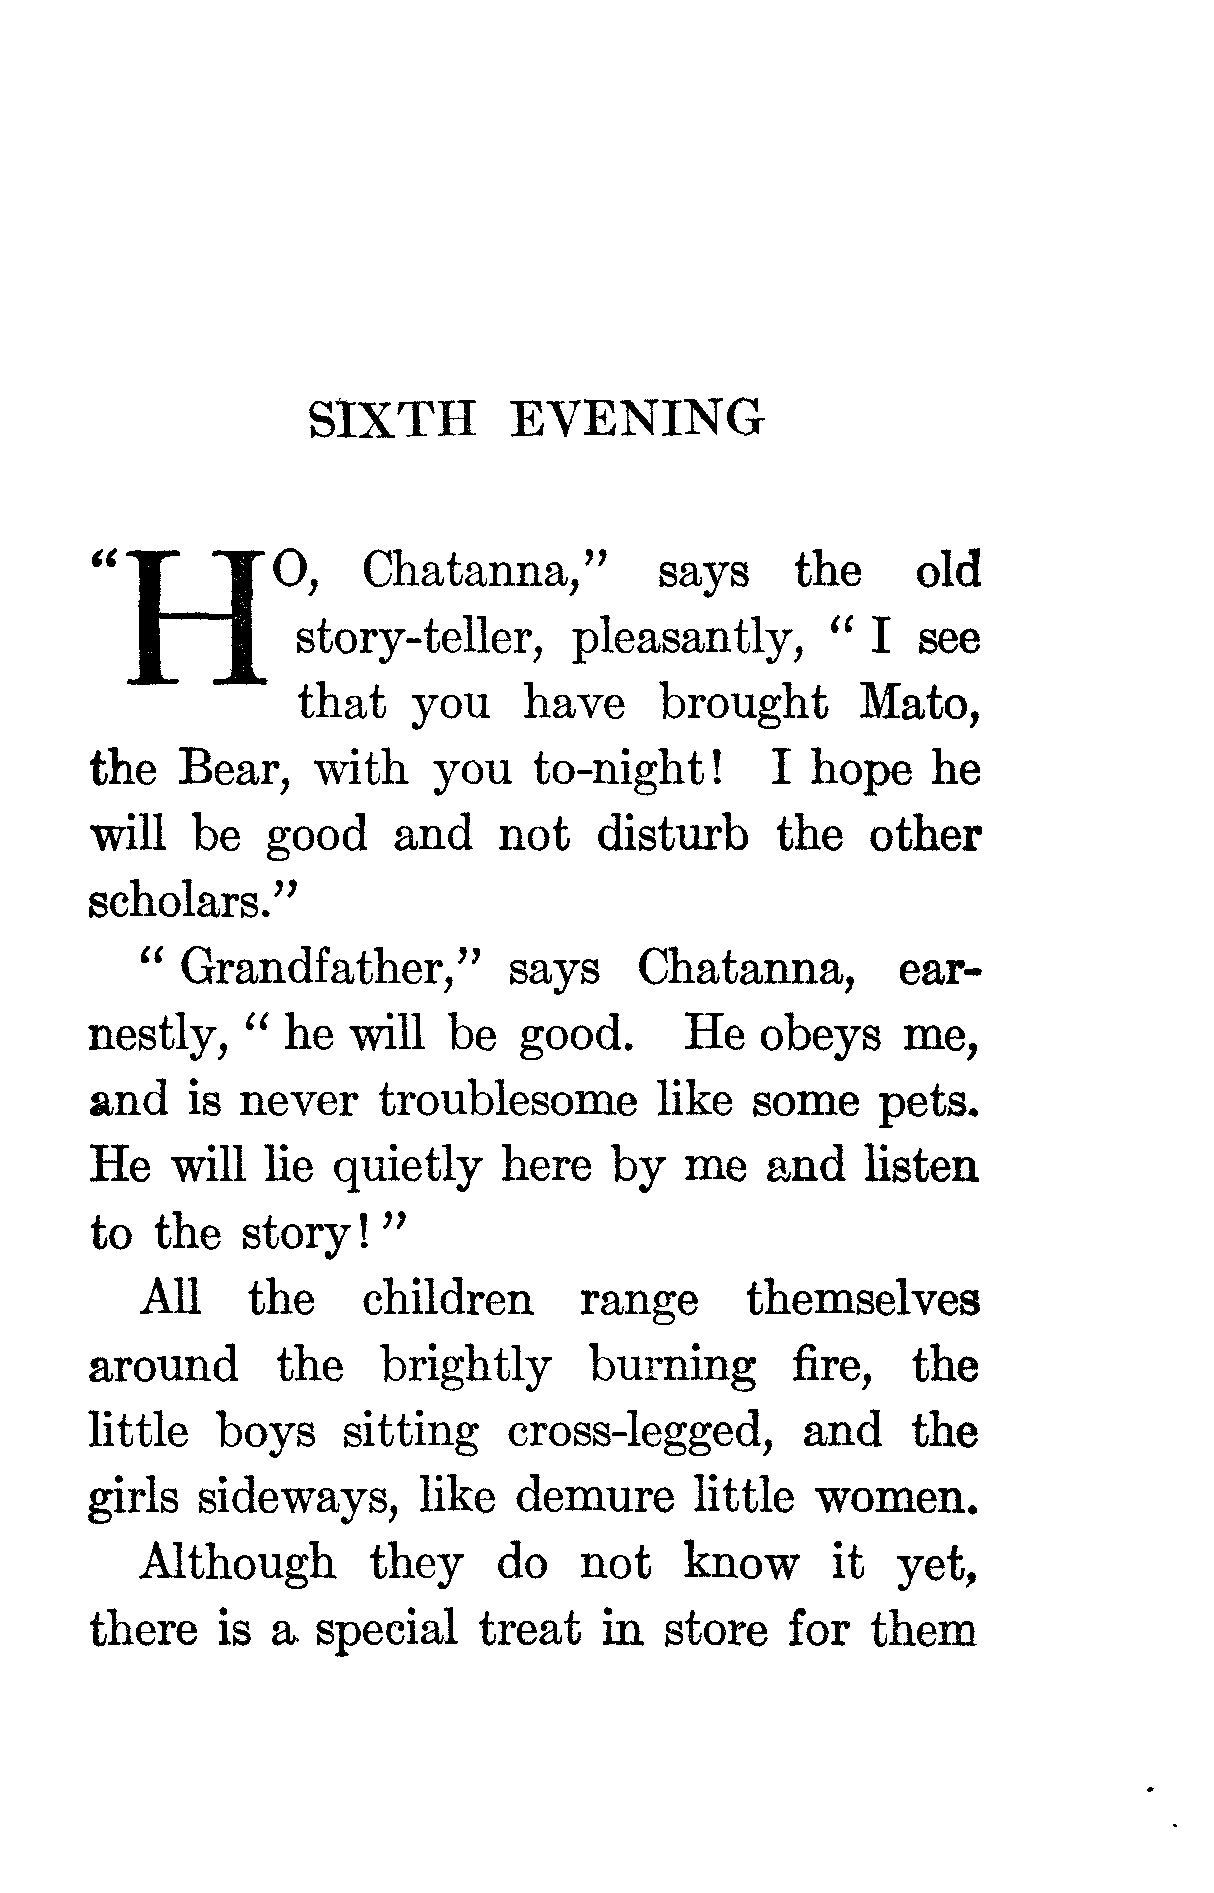 SIXTH EVENING
"HO, Chatanna," says the old
story-teller, pleasantly, " I see
that you have brought Mato,
the Bear, with you to-night! I hope he
will be good and not disturb the other
scholars."
" Grandfather," says Chatanna, ear-
nestly, " he will be good. He obeys me,
and is never troublesome like some pets.
He will lie quietly here by me and listen
to the story! "
All the children range themselves
around the brightly burning fire, the
little boys sitting cross-legged, and the
girls sideways, like demure little women.
Although they do not know it yet,
there is a special treat in store for them